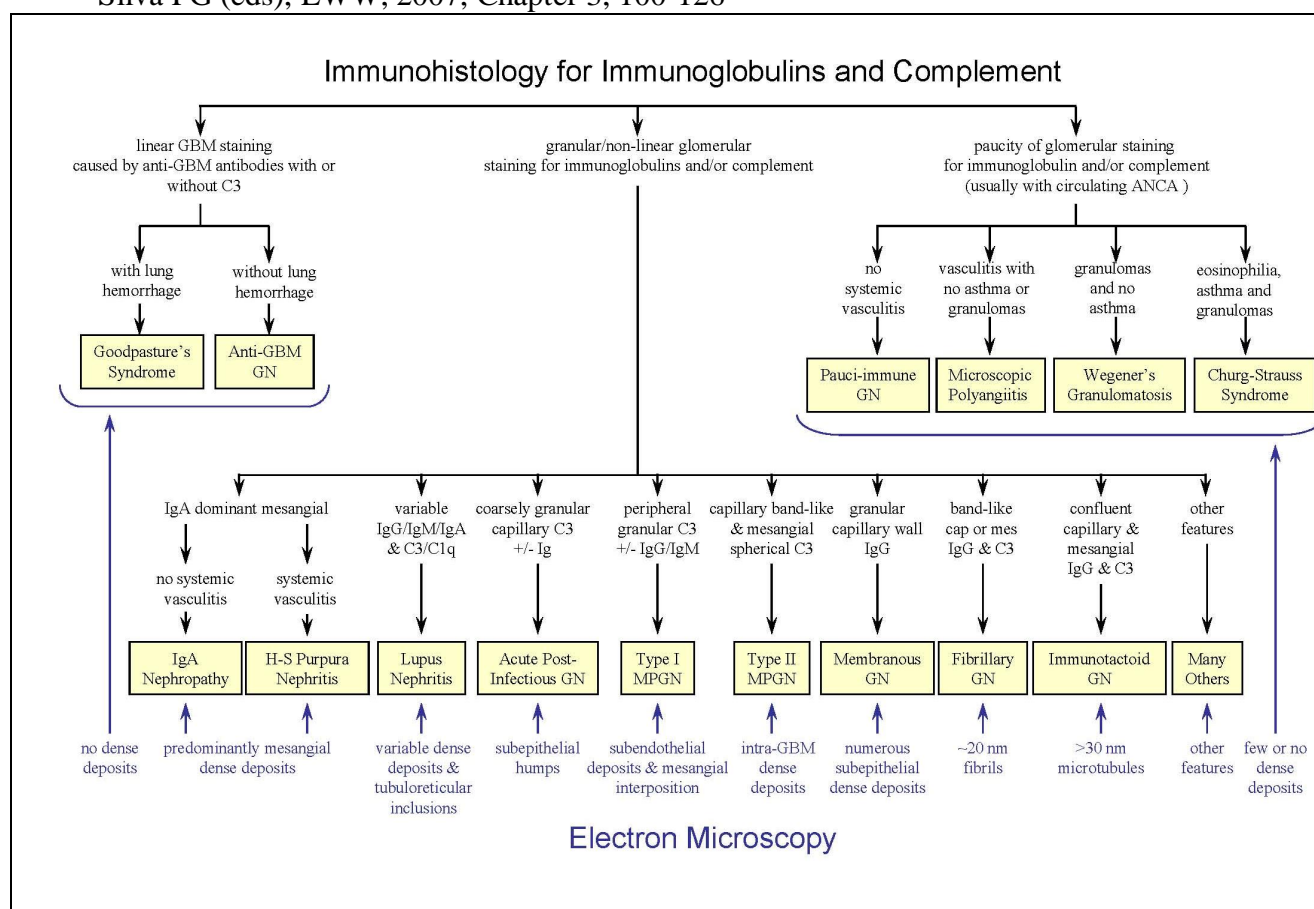 Silva FG (eds), LWW, 2007, Chapter 3, 100-126
Immunohistology for Immunoglobulins and Complement
linear GBM staining
caused by anti-GBM antibodies with or
without C3
granular/non-linear glomerular
staining for immunoglobulins and/or complement
paucity of glomerular staining
for immunoglobulin and/or complement
(usually with circulating ANCA )
with lung
hemorrhage
without lung
hemorrhage
no
systemic
vasculitis
vasculitis with
no asthma or
granulomas
granulomas
and no
asthma
eosinophilia,
asthma and
granulomas
Goodpasture's
Syndrome
Anti-GBM
GN
Pauci-immune
GN
Microscopic
Polyangiitis
Wegener's
Granulomatosis
Churg-Strauss
Syndrome
IgA dominant mesangial
variable
IgG/IgM/IgA
& C3/C1q
coarsely granular
capillary C3
+/- Ig
peripheral
granular C3
+/- IgG/IgM
capillary band-like
& mesangial
spherical C3
granular
capillary wall
IgG
band-like
cap or mes
IgG & C3
confluent
capillary &
mesangial
IgG & C3
other
features
no systemic
vasculitis
systemic
vasculitis
IgA
Nephropathy
H-S Purpura
Nephritis
Lupus
Nephritis
Acute Post-
Infectious GN
Type I
MPGN
Type II
MPGN
Membranous
GN
Fibrillary
GN
Immunotactoid
GN
Many
Others
no dense
deposits
predominantly mesangial
dense deposits
variable dense
deposits &
tubuloreticular
inclusions
subepithelial
humps
subendothelial
deposits & mesangial
interposition
intra-GBM
dense
deposits
numerous
subepithelial
dense deposits
~20 nm
fibrils
>30 nm
microtubules
other
features
few or no
dense
deposits
Electron Microscopy